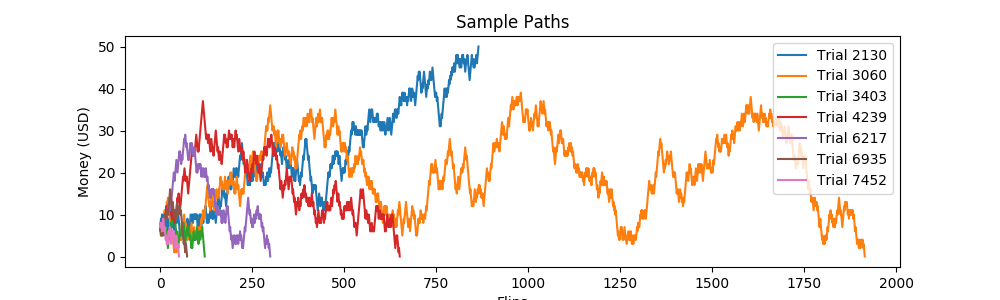 Sample Paths
Money (USD)
50
40
30
20
10
0
0 250 500 750 1000 1250 1500 1750 2000
Trial 2130
Trial 3060
Trial 3403
Trial 4239
Trial 6217
Trial 6935
Trial 7452